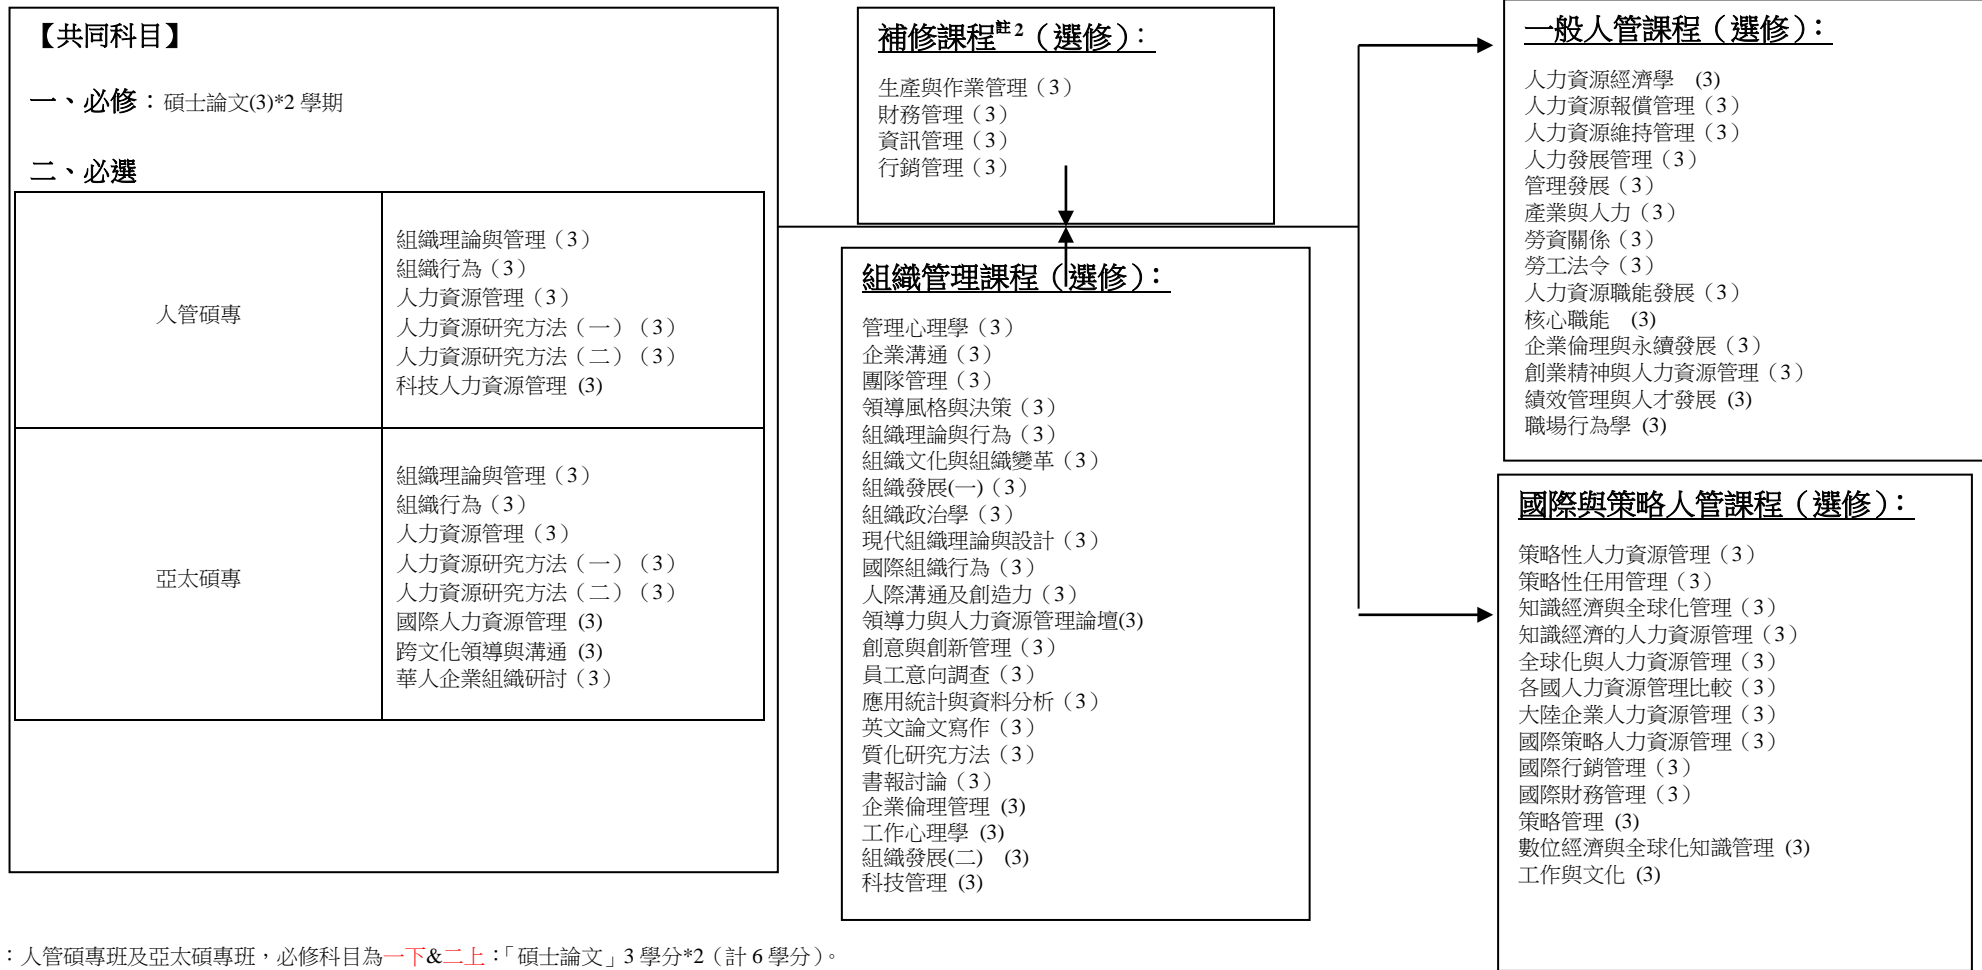 【共同科目】
一、必修：碩士論文(3)*2 學期
二、必選
人管碩專
組織理論與管理（3）
組織行為（3）
人力資源管理（3）
人力資源研究方法（一）（3）
人力資源研究方法（二）（3）
科技人力資源管理 (3)
亞太碩專
組織理論與管理（3）
組織行為（3）
人力資源管理（3）
人力資源研究方法（一）（3）
人力資源研究方法（二）（3）
國際人力資源管理 (3)
跨文化領導與溝通 (3)
華人企業組織研討（3）
補修課程註2（選修）：
生產與作業管理（3）
財務管理（3）
資訊管理（3）
行銷管理（3）
組織管理課程（選修）：
管理心理學（3）
企業溝通（3）
團隊管理（3）
領導風格與決策（3）
組織理論與行為（3）
組織文化與組織變革（3）
組織發展(一)（3）
組織政治學（3）
現代組織理論與設計（3）
國際組織行為（3）
人際溝通及創造力（3）
領導力與人力資源管理論壇(3)
創意與創新管理（3）
員工意向調查（3）
應用統計與資料分析（3）
英文論文寫作（3）
質化研究方法（3）
書報討論（3）
企業倫理管理 (3)
工作心理學 (3)
組織發展(二) (3)
科技管理 (3)
一般人管課程（選修）：
人力資源經濟學 (3)
人力資源報償管理（3）
人力資源維持管理（3）
人力發展管理（3）
管理發展（3）
產業與人力（3）
勞資關係（3）
勞工法令（3）
人力資源職能發展（3）
核心職能 (3)
企業倫理與永續發展（3）
創業精神與人力資源管理（3）
績效管理與人才發展 (3)
職場行為學 (3)
國際與策略人管課程（選修）：
策略性人力資源管理（3）
策略性任用管理（3）
知識經濟與全球化管理（3）
知識經濟的人力資源管理（3）
全球化與人力資源管理（3）
各國人力資源管理比較（3）
大陸企業人力資源管理（3）
國際策略人力資源管理（3）
國際行銷管理（3）
國際財務管理（3）
策略管理 (3)
數位經濟與全球化知識管理 (3)
工作與文化 (3)
：人管碩專班及亞太碩專班，必修科目為一下&二上：「碩士論文」3 學分*2（計 6 學分）。